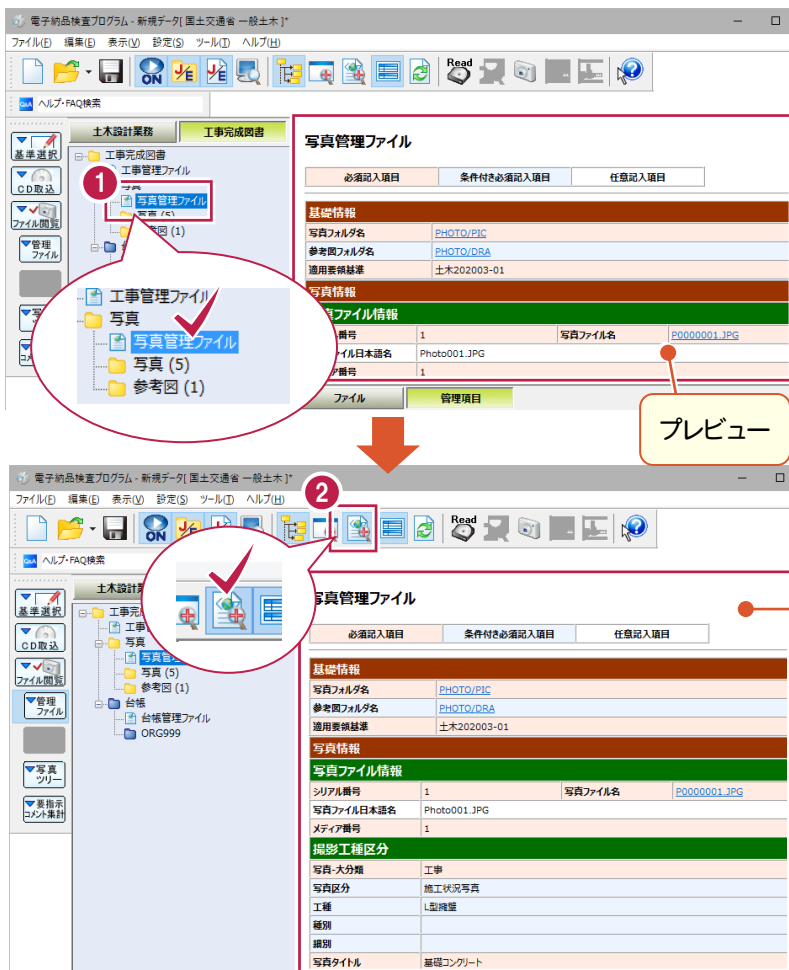 電子納品検査プログラム - 新規データ[ 国土交通省 一般土木 ]*
ファイル(F) 編集(E) 表示(V) 設定(S) ツール(T) ヘルプ(H)
ON J/E J/E Read
Q&A ヘルプ・FAQ検索
基準選択
CD取込
ファイル閲覧
管理
ファイル
土木設計業務 工事完成図書
工事完成図書
工事管理ファイル
写真管理ファイル
写真 (5)
1
工事管理ファイル
写真
写真管理ファイル
写真 (5)
参考図 (1)
写真管理ファイル
必須記入項目 条件付き必須記入項目 任意記入項目
基礎情報
写真フォルダ名 PHOTO/PIC
参考図フォルダ名 PHOTO/DRA
適用要領基準 土木202003-01
写真情報
ファイル情報
番号 1 写真ファイル名 P0000001.JPG
イル日本語名 Photo001.JPG
番号 1
ファイル 管理項目
プレビュー
電子納品検査プログラム - 新規データ[ 国土交通省 一般土木 ]*
ファイル(F) 編集(E) 表示(V) 設定(S) ツール(T) ヘルプ(H)
2
ON Read
Q&A ヘルプ・FAQ検索
基準選択
CD取込
ファイル閲覧
管理
ファイル
写真
ツリー
要指示
コメント集計
土木設計
工事完
工事
写真
写真管
写真 (5)
参考図 (1)
台帳
台帳管理ファイル
ORG999
写真管理ファイル
必須記入項目 条件付き必須記入項目 任意記入項目
基礎情報
写真フォルダ名 PHOTO/PIC
参考図フォルダ名 PHOTO/DRA
適用要領基準 土木202003-01
写真情報
写真ファイル情報
シリアル番号 1 写真ファイル名 P0000001.JPG
写真ファイル日本語名 Photo001.JPG
メディア番号 1
撮影工種区分
写真-大分類 工事
写真区分 施工状況写真
工種 L型擁壁
種別
細別
写真タイトル 基礎コンクリート